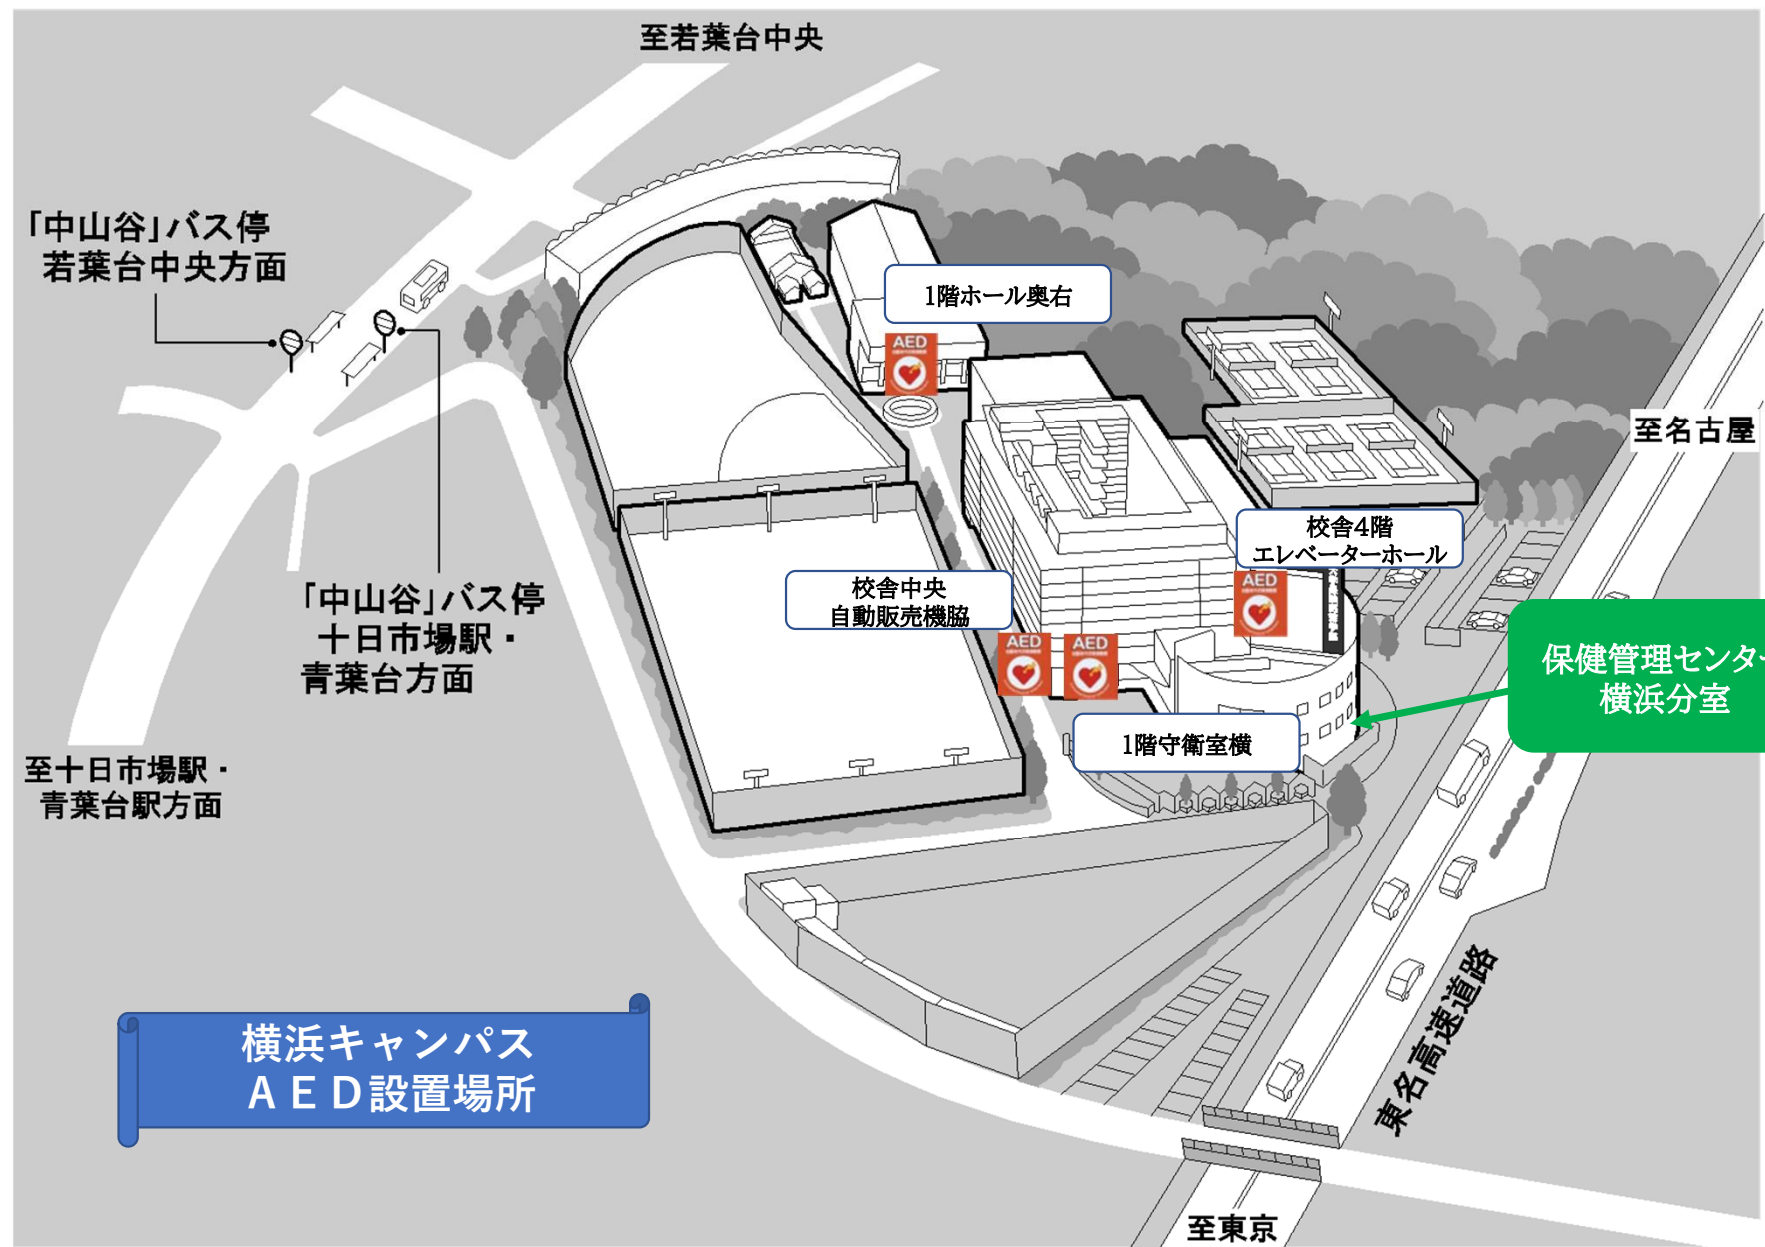 至若葉台中央
「中山谷」バス停
若葉台中央方面
1階ホール奥右
AED
至名古屋
校舎4階
エレベーターホール
AED
校舎中央
自動販売機脇
AED
AED
「中山谷」バス停
十日市場駅・
青葉台方面
保健管理センター
横浜分室
1階守衛室横
至十日市場駅・
青葉台駅方面
東名高速道路
横浜キャンパス
ＡＥＤ設置場所
至東京